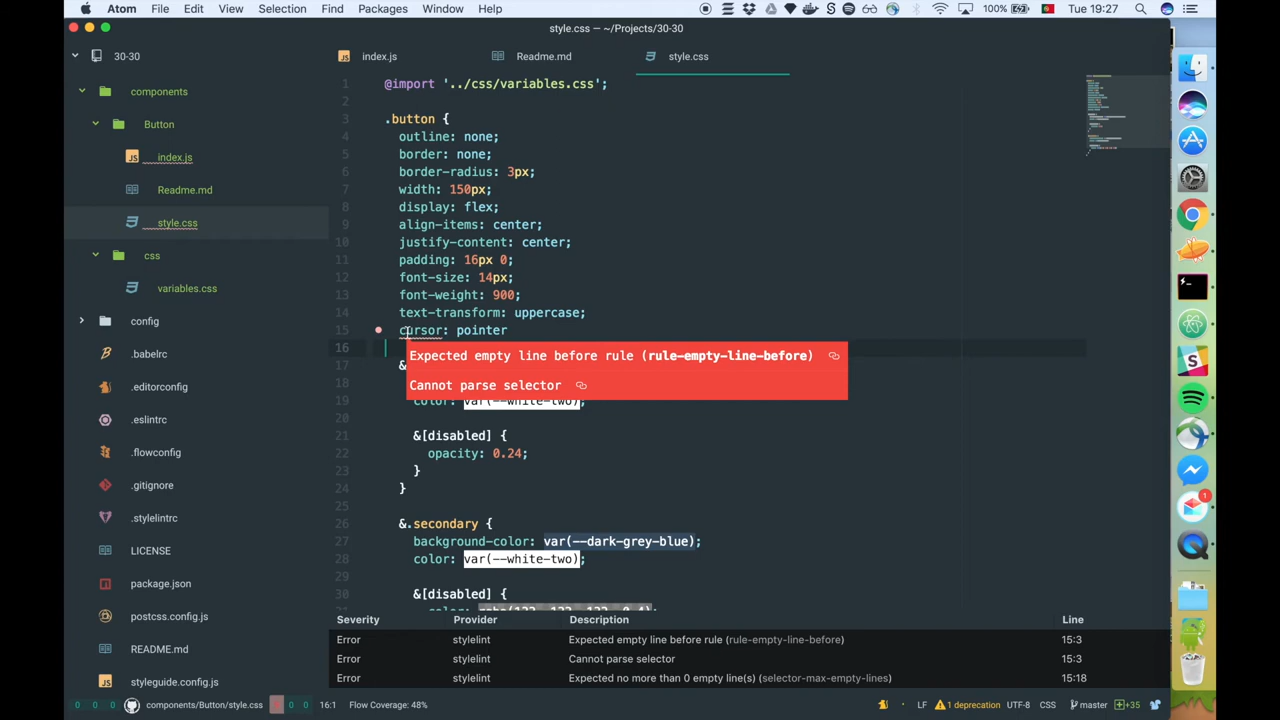 Atom File Edit View Selection Find Packages Window Help
100% Tue 19:27
style.css — ~/Projects/30-30
30-30
index.js
Readme.md
style.css
components
Button
index.js
Readme.md
style.css
css
variables.css
config
.babelrc
.editorconfig
.eslintrc
.flowconfig
.gitignore
.stylelintrc
LICENSE
package.json
postcss.config.js
README.md
styleguide.config.js
1 @import '../css/variables.css';
2
3 .button {
4 outline: none;
5 border: none;
6 border-radius: 3px;
7 width: 150px;
8 display: flex;
9 align-items: center;
10 justify-content: center;
11 padding: 16px 0;
12 font-size: 14px;
13 font-weight: 900;
14 text-transform: uppercase;
15 cursor: pointer
16
Expected empty line before rule (rule-empty-line-before)
17 &
Cannot parse selector
18
19 color: var(--white-two);
20
21 &[disabled] {
22 opacity: 0.24;
23 }
24 }
25
26 &.secondary {
27 background-color: var(--dark-grey-blue);
28 color: var(--white-two);
29
30 &[disabled] {
Severity Provider Description Line
Error stylelint Expected empty line before rule (rule-empty-line-before) 15:3
Error stylelint Cannot parse selector 15:3
Error stylelint Expected no more than 0 empty line(s) (selector-max-empty-lines) 15:18
0 0 0 components/Button/style.css 0 0 16:1 Flow Coverage: 48% LF 1 deprecation UTF-8 CSS master +35